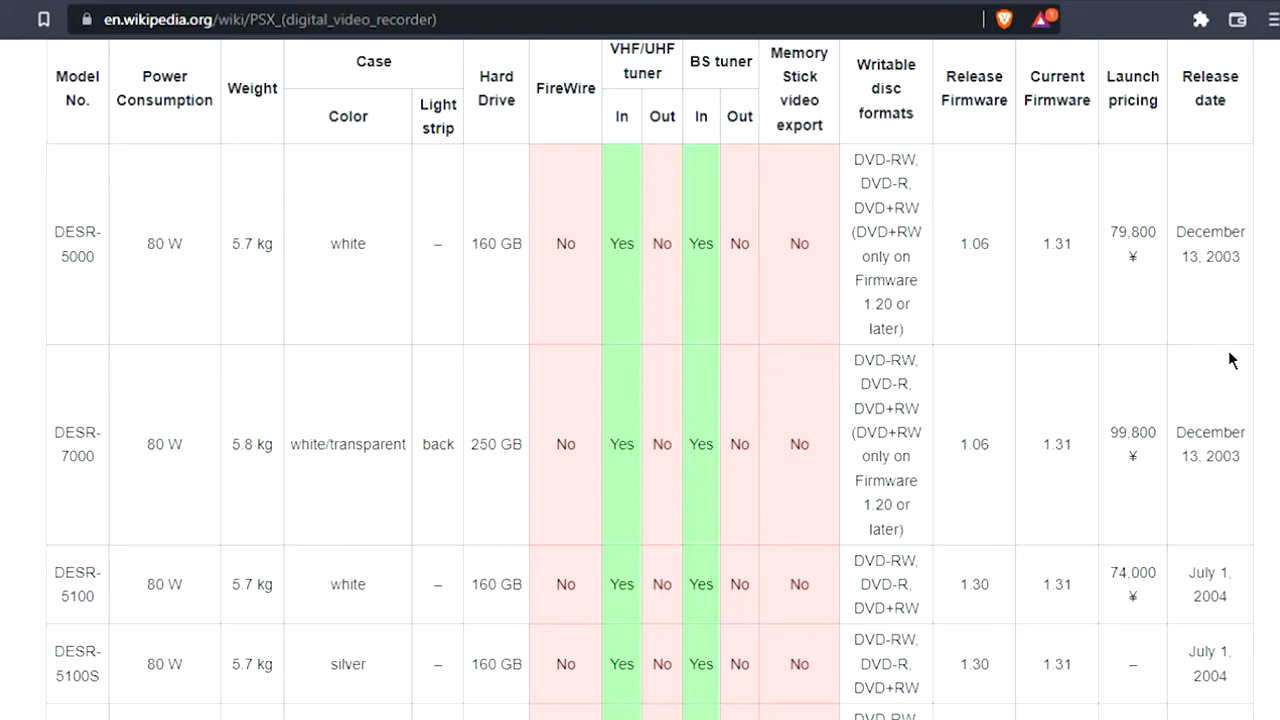 en.wikipedia.org/wiki/PSX_(digital_video_recorder)
1
Model No.
Power Consumption
Weight
Case
Color
Light strip
Hard Drive
FireWire
VHF/UHF tuner
In
Out
BS tuner
In
Out
Memory Stick video export
Writable disc formats
Release Firmware
Current Firmware
Launch pricing
Release date
DESR-5000 80 W 5.7 kg white – 160 GB No Yes No Yes No No DVD-RW, DVD-R, DVD+RW (DVD+RW only on Firmware 1.20 or later) 1.06 1.31 79,800 ¥ December 13, 2003
DESR-7000 80 W 5.8 kg white/transparent back 250 GB No Yes No Yes No No DVD-RW, DVD-R, DVD+RW (DVD+RW only on Firmware 1.20 or later) 1.06 1.31 99,800 ¥ December 13, 2003
DESR-5100 80 W 5.7 kg white – 160 GB No Yes No Yes No No DVD-RW, DVD-R, DVD+RW 1.30 1.31 74,000 ¥ July 1, 2004
DESR-5100S 80 W 5.7 kg silver – 160 GB No Yes No Yes No No DVD-RW, DVD-R, DVD+RW 1.30 1.31 – July 1, 2004